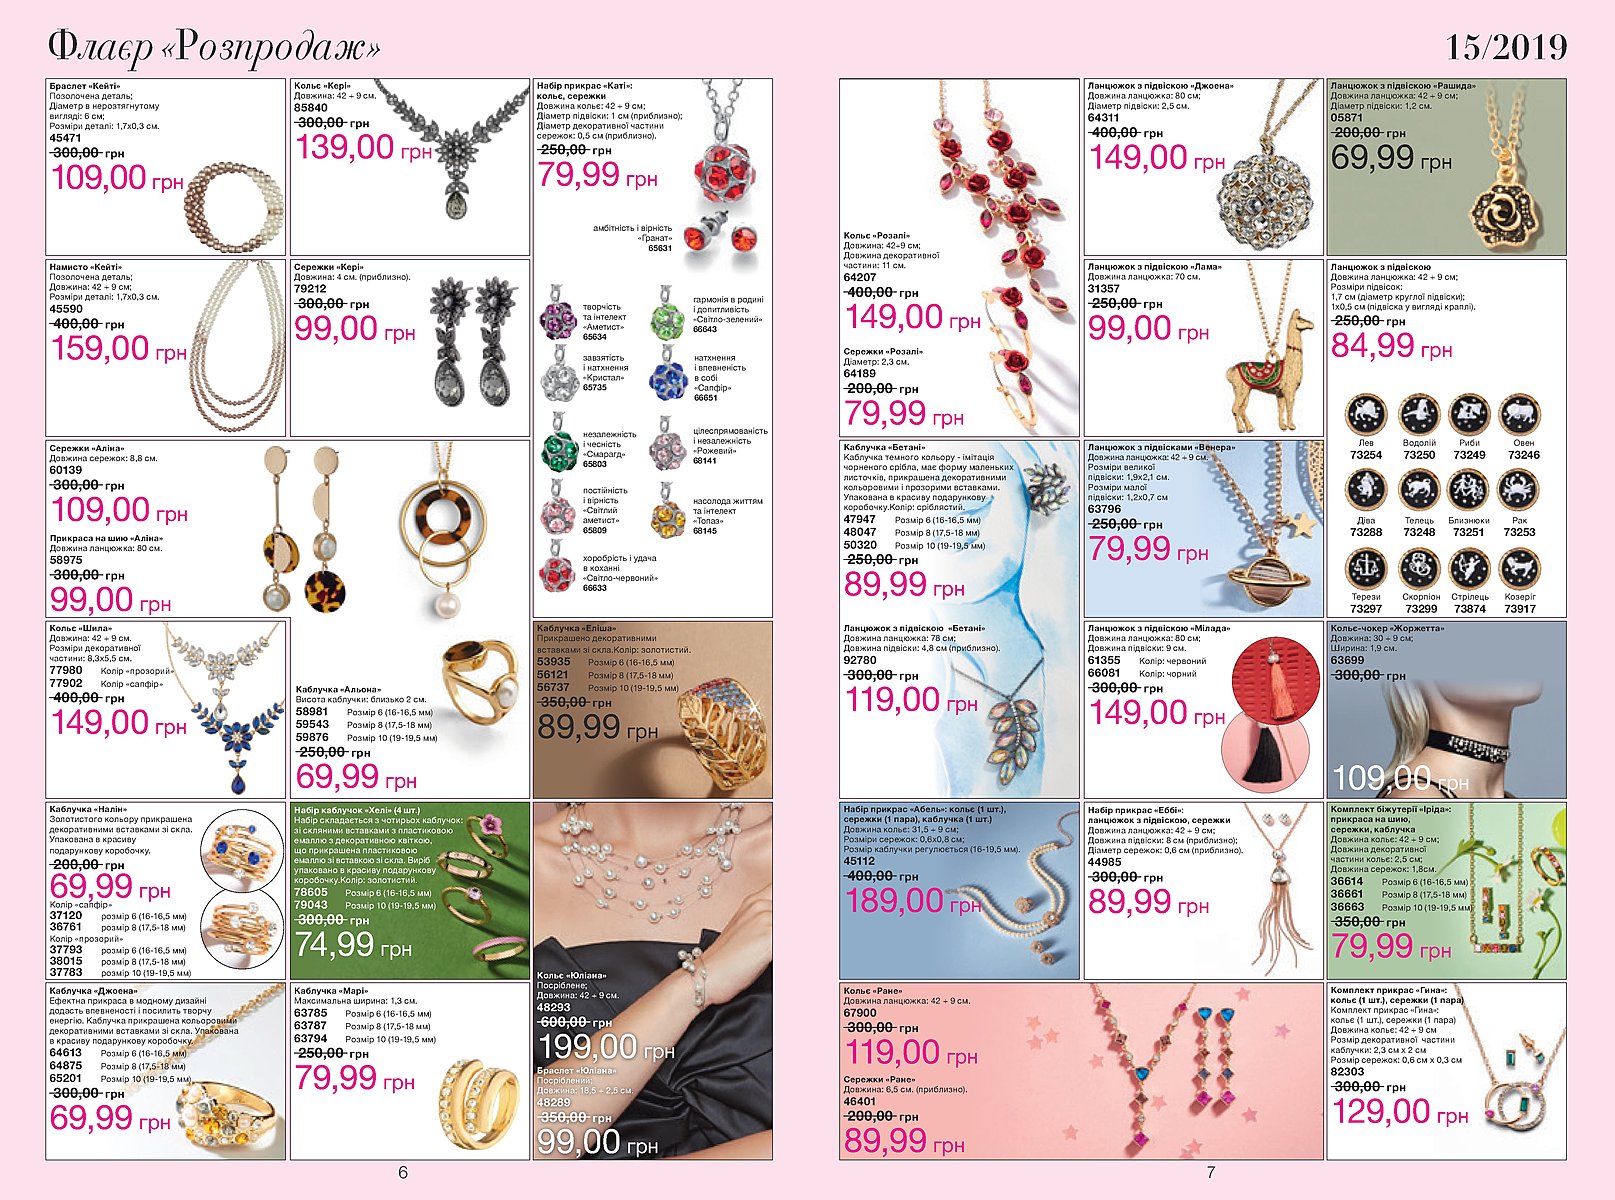 Флаєр «Розпродаж»
15/2019
Браслет «Кейті»
Позолочена деталь;
Діаметр в нерозтягнутому
вигляді: 6 см;
Розміри деталі: 1,7х0,3 см.
45471
300,00 грн
109,00 грн
Кольє «Кері»
Довжина: 42 + 9 см.
85840
300,00 грн
139,00 грн
Набір прикрас «Каті»:
кольє, сережки
Довжина кольє: 42 + 9 см;
Діаметр підвіски: 1 см (приблизно);
Діаметр декоративної частини
сережок: 0,5 см (приблизно).
250,00 грн
79,99 грн
амбітність і вірність
«Гранат»
65631
творчість
та інтелект
«Аметист»
65634
гармонія в родині
і допитливість
«Світло-зелений»
66643
завзятість
і натхнення
«Кристал»
65735
натхнення
і впевненість
в собі
«Сапфір»
66651
незалежність
і чесність
«Смарагд»
65803
цілеспрямованість
і незалежність
«Рожевий»
68141
постійність
і вірність
«Світлий
аметист»
65809
насолода життям
та інтелект
«Топаз»
68145
хоробрість і удача
в коханні
«Світло-червоний»
66633
Намисто «Кейті»
Позолочена деталь;
Довжина: 42 + 9 см;
Розміри деталі: 1,7х0,3 см.
45590
400,00 грн
159,00 грн
Сережки «Кері»
Довжина: 4 см. (приблизно).
79212
300,00 грн
99,00 грн
Сережки «Аліна»
Довжина сережок: 8,8 см.
60139
300,00 грн
109,00 грн
Прикраса на шию «Аліна»
Довжина ланцюжка: 80 см.
58975
300,00 грн
99,00 грн
Кольє «Шила»
Довжина: 42 + 9 см.
Розміри декоративної
частини: 8,3х5,5 см.
77980 Колір «прозорий»
77902 Колір «сапфір»
400,00 грн
149,00 грн
Каблучка «Альона»
Висота каблучки: близько 2 см.
58981 Розмір 6 (16-16,5 мм)
59543 Розмір 8 (17,5-18 мм)
59876 Розмір 10 (19-19,5 мм)
250,00 грн
69,99 грн
Каблучка «Еліша»
Прикрашено декоративними
вставками зі скла.Колір: золотистий.
53935 Розмір 6 (16-16,5 мм)
56121 Розмір 8 (17,5-18 мм)
56737 Розмір 10 (19-19,5 мм)
350,00 грн
89,99 грн
Каблучка «Налін»
Золотистого кольору прикрашена
декоративними вставками зі скла.
Упакована в красиву
подарункову коробочку.
200,00 грн
69,99 грн
Колір «сапфір»
37120 розмір 6 (16-16,5 мм)
36761 розмір 8 (17,5-18 мм)
Колір «прозорий»
37793 розмір 6 (16-16,5 мм)
38015 розмір 8 (17,5-18 мм)
37783 розмір 10 (19-19,5 мм)
Набір каблучок «Хелі» (4 шт.)
Набір складається з чотирьох каблучок:
зі скляними вставками з пластиковою
емаллю з декоративною квіткою,
що прикрашена пластиковою
емаллю зі вставкою зі скла. Виріб
упаковано в красиву подарункову
коробочку.Колір: золотистий.
78605 Розмір 6 (16-16,5 мм)
79043 Розмір 10 (19-19,5 мм)
300,00 грн
74,99 грн
Кольє «Юліана»
Посріблене;
Довжина: 42 + 9 см.
48293
600,00 грн
199,00 грн
Браслет «Юліана»
Посріблений;
Довжина: 18,5 + 2,5 см.
48269
350,00 грн
99,00 грн
Каблучка «Джоена»
Ефектна прикраса в модному дизайні
додасть впевненості і посилить творчу
енергію. Каблучка прикрашена кольоровими
декоративними вставками зі скла. Упакована
в красиву подарункову коробочку.
64613 Розмір 6 (16-16,5 мм)
64875 Розмір 8 (17,5-18 мм)
65201 Розмір 10 (19-19,5 мм)
300,00 грн
69,99 грн
Каблучка «Марі»
Максимальна ширина: 1,3 см.
63785 Розмір 6 (16-16,5 мм)
63787 Розмір 8 (17,5-18 мм)
63794 Розмір 10 (19-19,5 мм)
250,00 грн
79,99 грн
6
Кольє «Розалі»
Довжина: 42+9 см;
Довжина декоративної
частини: 11 см.
64207
400,00 грн
149,00 грн
Сережки «Розалі»
Діаметр: 2,3 см.
64189
200,00 грн
79,99 грн
Ланцюжок з підвіскою «Джоена»
Довжина ланцюжка: 80 см;
Діаметр підвіски: 2,5 см.
64311
400,00 грн
149,00 грн
Ланцюжок з підвіскою «Рашида»
Довжина ланцюжка: 42 + 9 см;
Діаметр підвіски: 1,2 см.
05871
200,00 грн
69,99 грн
Ланцюжок з підвіскою «Лама»
Довжина ланцюжка: 70 см.
31357
250,00 грн
99,00 грн
Ланцюжок з підвіскою
Довжина ланцюжка: 42 + 9 см;
Розміри підвісок:
1,7 см (діаметр круглої підвіски);
1х0,5 см (підвіска у вигляді краплі).
250,00 грн
84,99 грн
Лев Водолій Риби Овен
73254 73250 73249 73246
Діва Телець Близнюки Рак
73288 73248 73251 73253
Терези Скорпіон Стрілець Козеріг
73297 73299 73874 73917
Каблучка «Бетані»
Каблучка темного кольору - імітація
чорненого срібла, має форму маленьких
листочків, прикрашена декоративними
кольоровими і прозорими вставками.
Упакована в красиву подарункову
коробочку.Колір: сріблястий.
47947 Розмір 6 (16-16,5 мм)
48047 Розмір 8 (17,5-18 мм)
50320 Розмір 10 (19-19,5 мм)
250,00 грн
89,99 грн
Ланцюжок з підвісками «Венера»
Довжина ланцюжка: 42 + 9 см.
Розміри великої
підвіски: 1,9х2,1 см.
Розміри малої
підвіски: 1,2х0,7 см
63796
250,00 грн
79,99 грн
Ланцюжок з підвіскою «Бетані»
Довжина ланцюжка: 78 см;
Довжина підвіски: 4,8 см (приблизно).
92780
300,00 грн
119,00 грн
Ланцюжок з підвіскою «Мілада»
Довжина ланцюжка: 80 см;
Довжина підвіски: 9 см.
61355 Колір: червоний
66081 Колір: чорний
300,00 грн
149,00 грн
Кольє-чокер «Жоржетта»
Довжина: 30 + 9 см;
Ширина: 1,9 см.
63699
300,00 грн
109,00 грн
Набір прикрас «Абель»: кольє (1 шт.),
сережки (1 пара), каблучка (1 шт.)
Довжина кольє: 31,5 + 9 см;
Розміри сережок: 0,6х0,8 см;
Розмір каблучки регулюється (16-19,5 мм).
45112
400,00 грн
189,00 грн
Набір прикрас «Еббі»:
ланцюжок з підвіскою, сережки
Довжина ланцюжка: 42 + 9 см;
Довжина підвіски: 8 см (приблизно);
Діаметр сережок: 0,6 см (приблизно).
44985
300,00 грн
89,99 грн
Комплект біжутерії «Іріда»:
прикраса на шию,
сережки, каблучка
Довжина кольє: 42 + 9 см;
Довжина декоративної
частини кольє: 2,5 см;
Довжина сережок: 1,8см.
36614 Розмір 6 (16-16,5 мм)
36661 Розмір 8 (17,5-18 мм)
36663 Розмір 10 (19-19,5 мм)
350,00 грн
79,99 грн
Кольє «Ране»
Довжина ланцюжка: 42 + 9 см.
67900
300,00 грн
119,00 грн
Сережки «Ране»
Довжина: 6,5 см. (приблизно).
46401
200,00 грн
89,99 грн
Комплект прикрас «Гина»:
кольє (1 шт.), сережки (1 пара)
Комплект прикрас «Гина»:
кольє (1 шт.), сережки (1 пара)
Довжина кольє: 42 + 9 см
Розмір декоративної частини
каблучки: 2,3 см х 2 см
Розмір сережок: 0,6 см х 0,3 см
82303
300,00 грн
129,00 грн
7